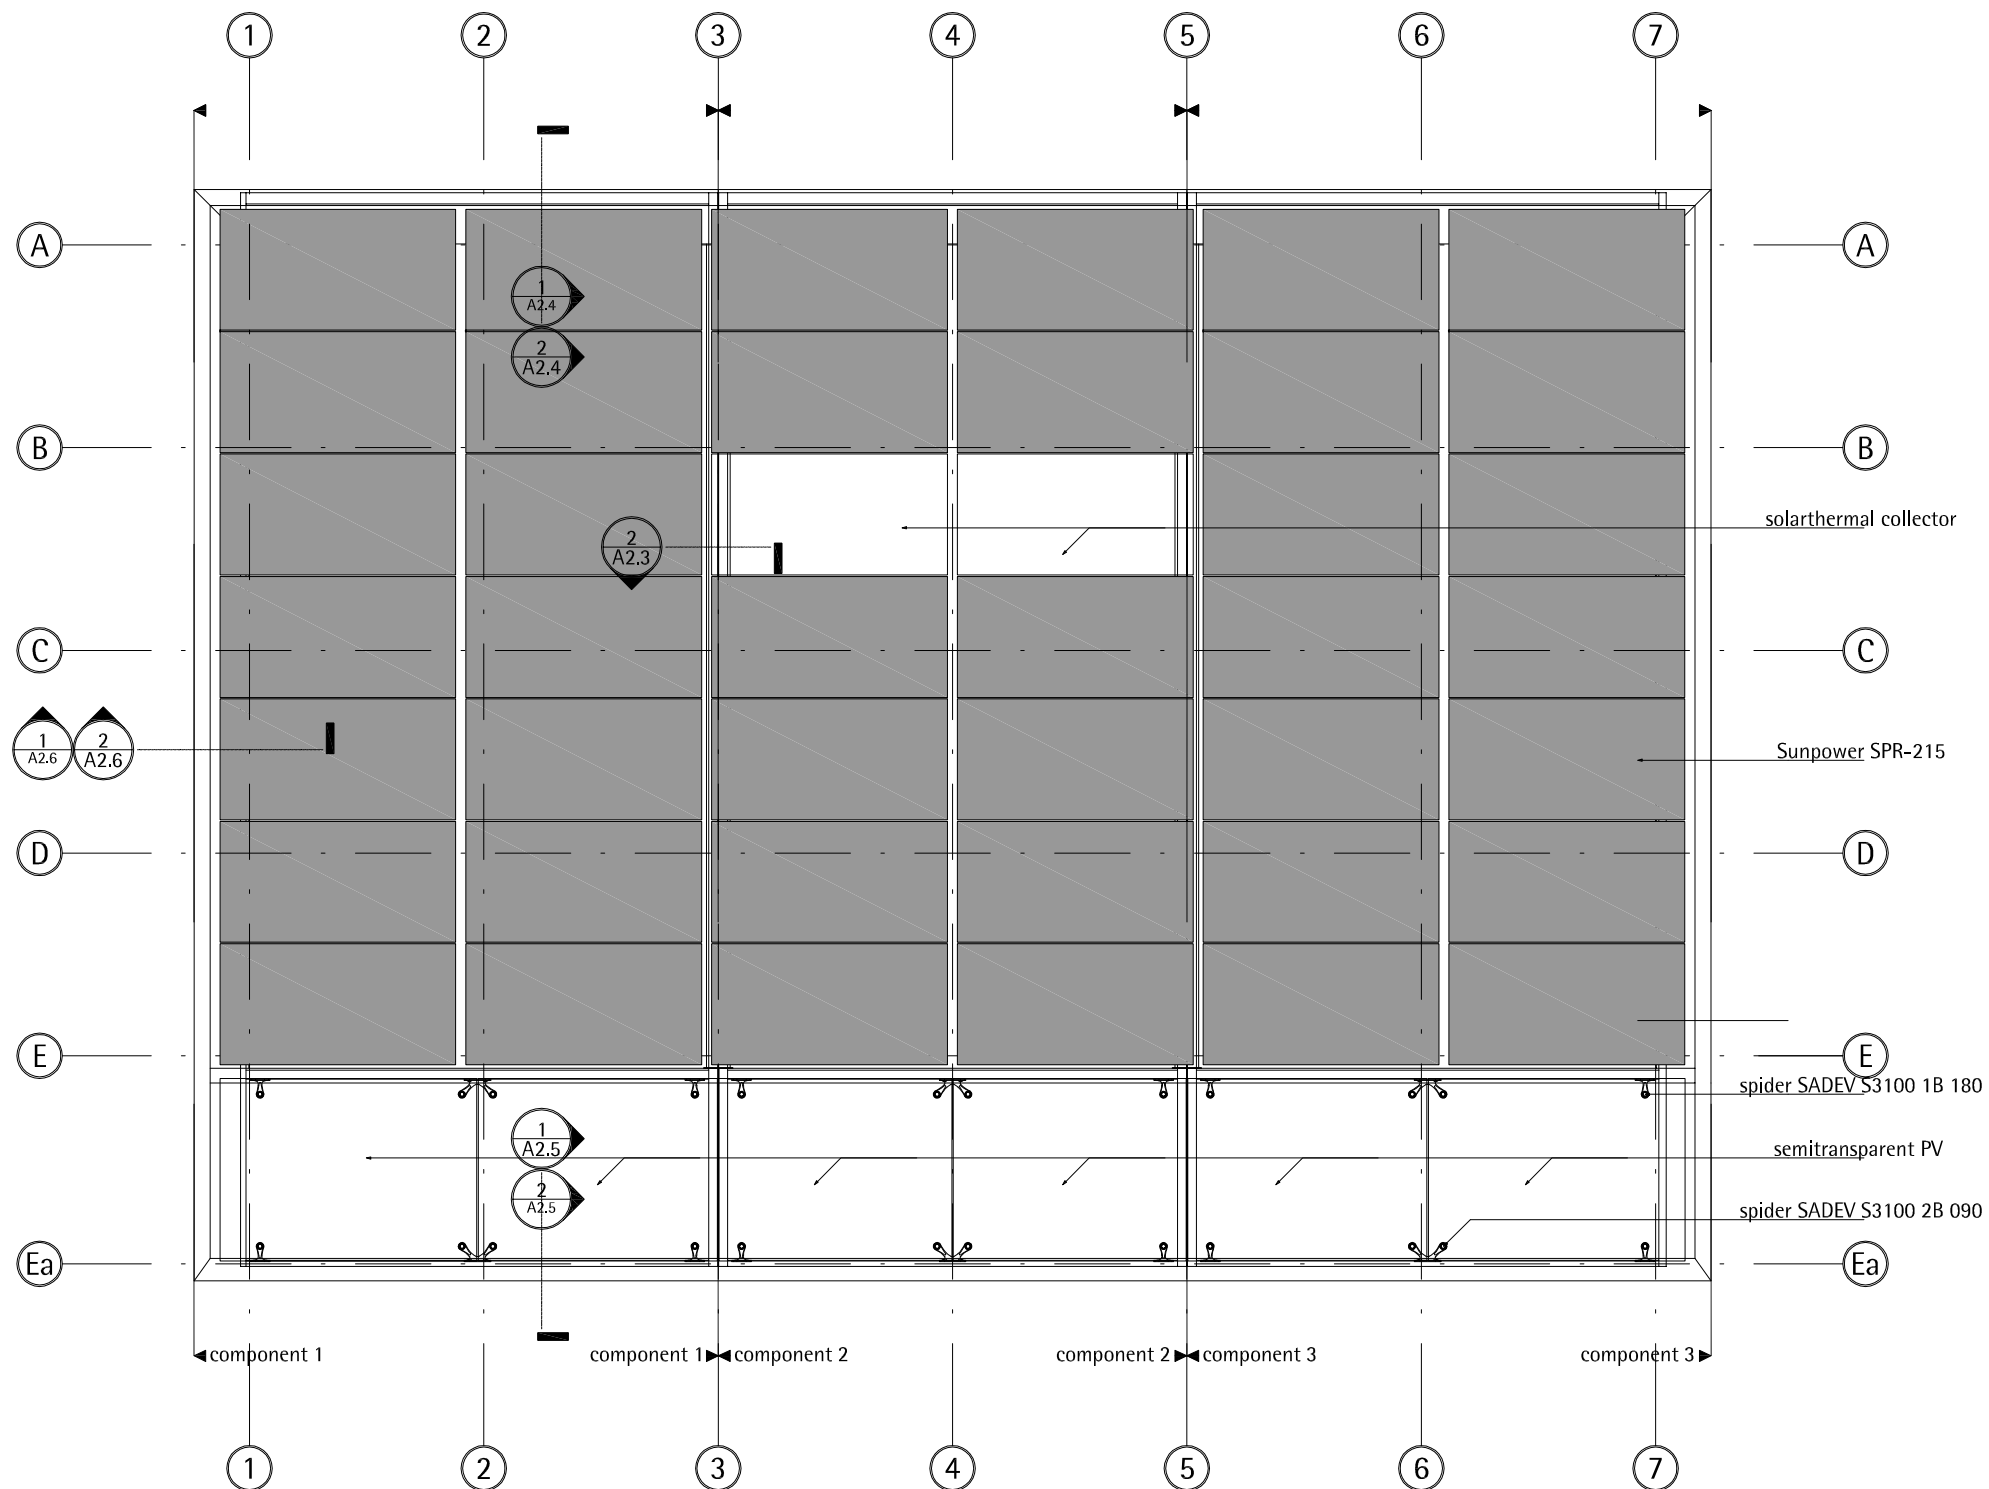 1 2 3 4 5 6 7
A A
1
A2.4
2
A2.4
B B
solarthermal collector
2
A2.3
C C
1
A2.6
2
A2.6
Sunpower SPR-215
D D
E E
spider SADEV S3100 1B 180
1
A2.5
semitransparent PV
2
A2.5
spider SADEV S3100 2B 090
Ea Ea
component 1 component 1 component 2 component 2 component 3 component 3
1 2 3 4 5 6 7